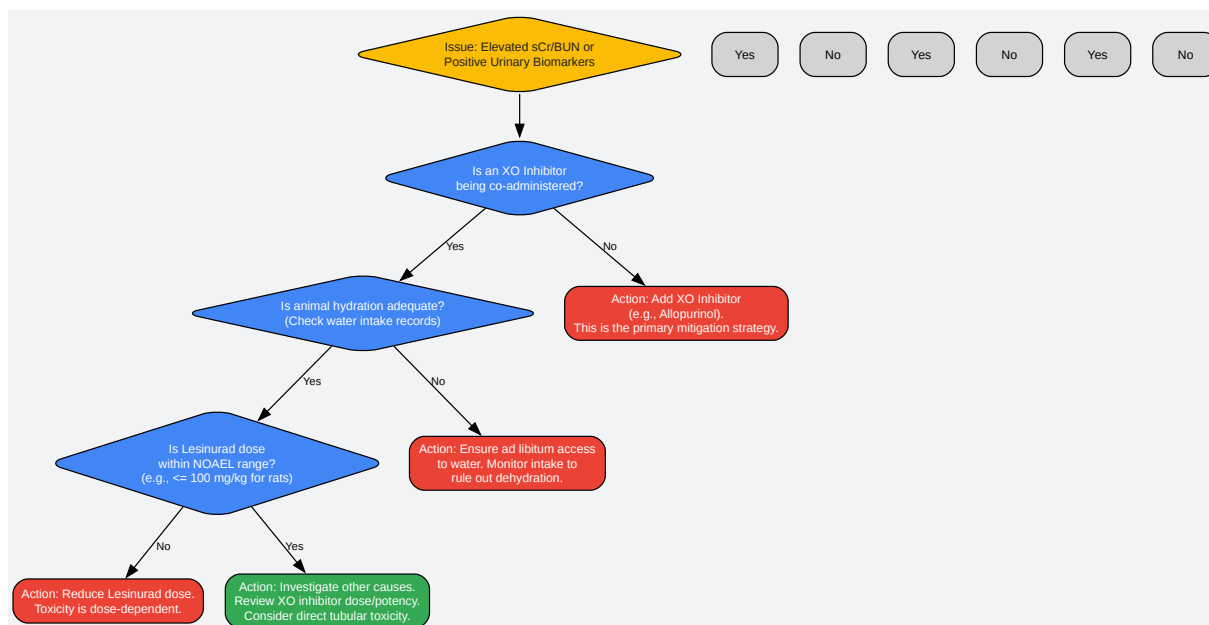 Issue: Elevated sCr/BUN or
Positive Urinary Biomarkers
Yes
No
Yes
No
Yes
No
Is an XO Inhibitor
being co-administered?
Yes
No
Is animal hydration adequate?
(Check water intake records)
Action: Add XO Inhibitor
(e.g., Allopurinol).
This is the primary mitigation strategy.
Yes
No
Is Lesinurad dose
within NOAEL range?
(e.g., <= 100 mg/kg for rats)
Action: Ensure ad libitum access
to water. Monitor intake to
rule out dehydration.
No
Yes
Action: Reduce Lesinurad dose.
Toxicity is dose-dependent.
Action: Investigate other causes.
Review XO inhibitor dose/potency.
Consider direct tubular toxicity.